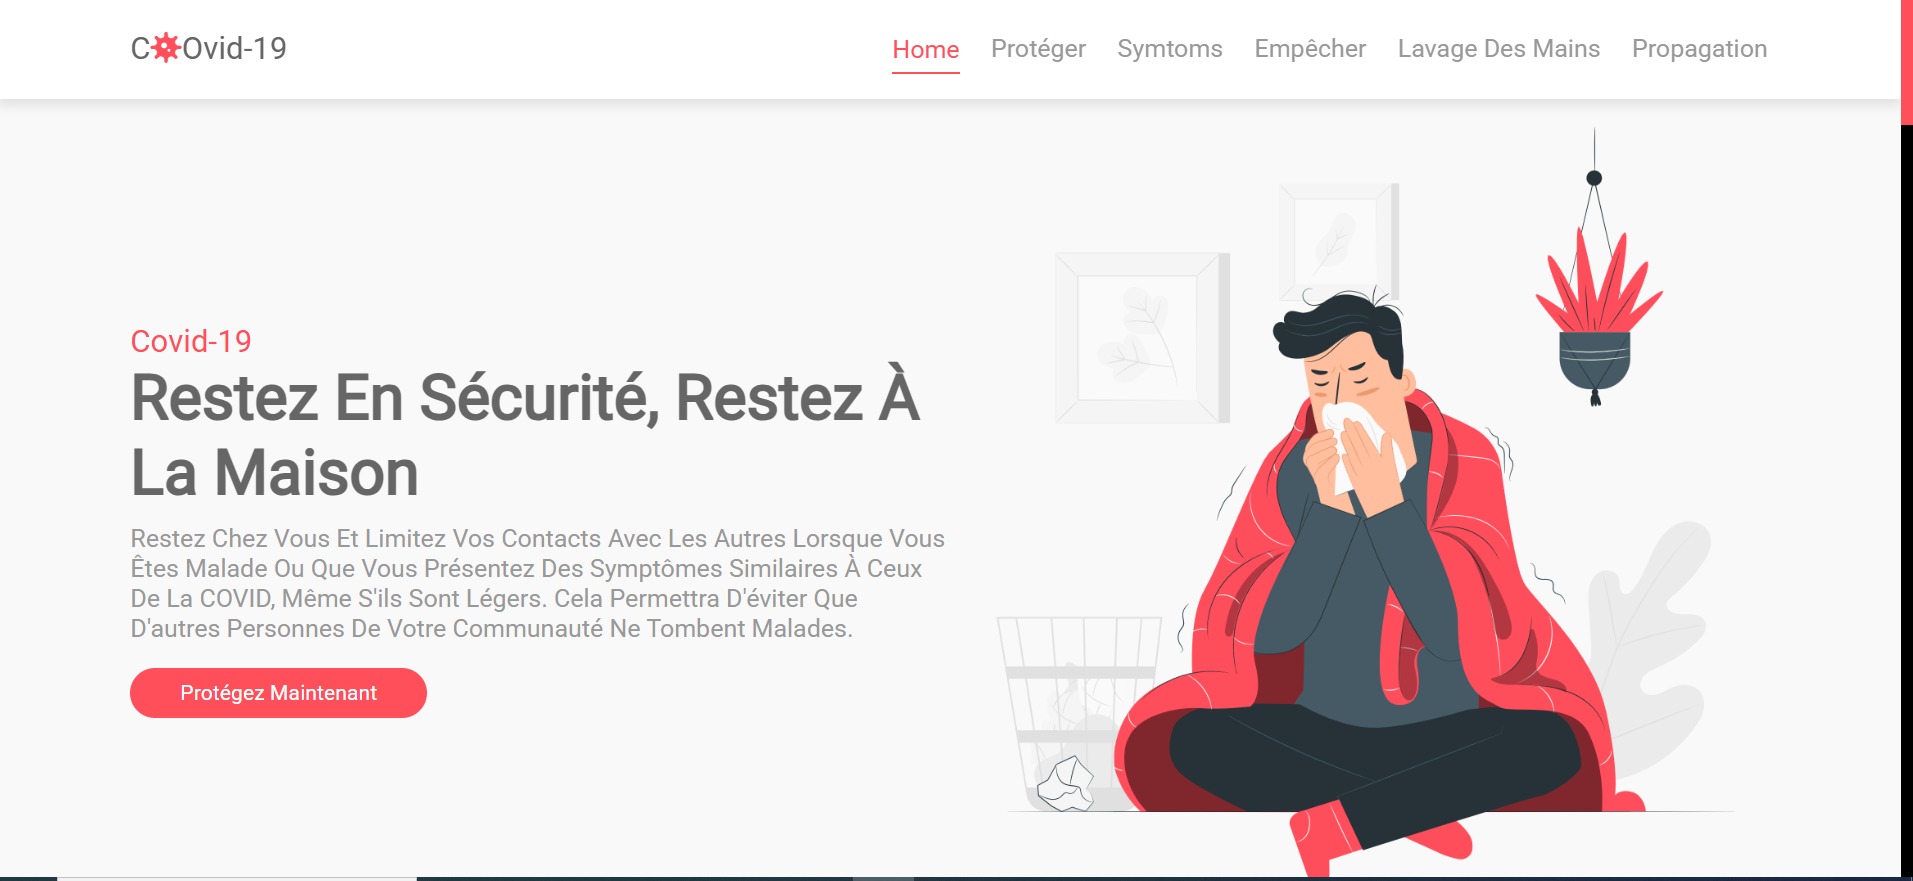 COvid-19
Home Protéger Symtoms Empêcher Lavage Des Mains Propagation
Covid-19
Restez En Sécurité, Restez À
La Maison
Restez Chez Vous Et Limitez Vos Contacts Avec Les Autres Lorsque Vous
Êtes Malade Ou Que Vous Présentez Des Symptômes Similaires À Ceux
De La COVID, Même S'ils Sont Légers. Cela Permettra D'éviter Que
D'autres Personnes De Votre Communauté Ne Tombent Malades.
Protégez Maintenant